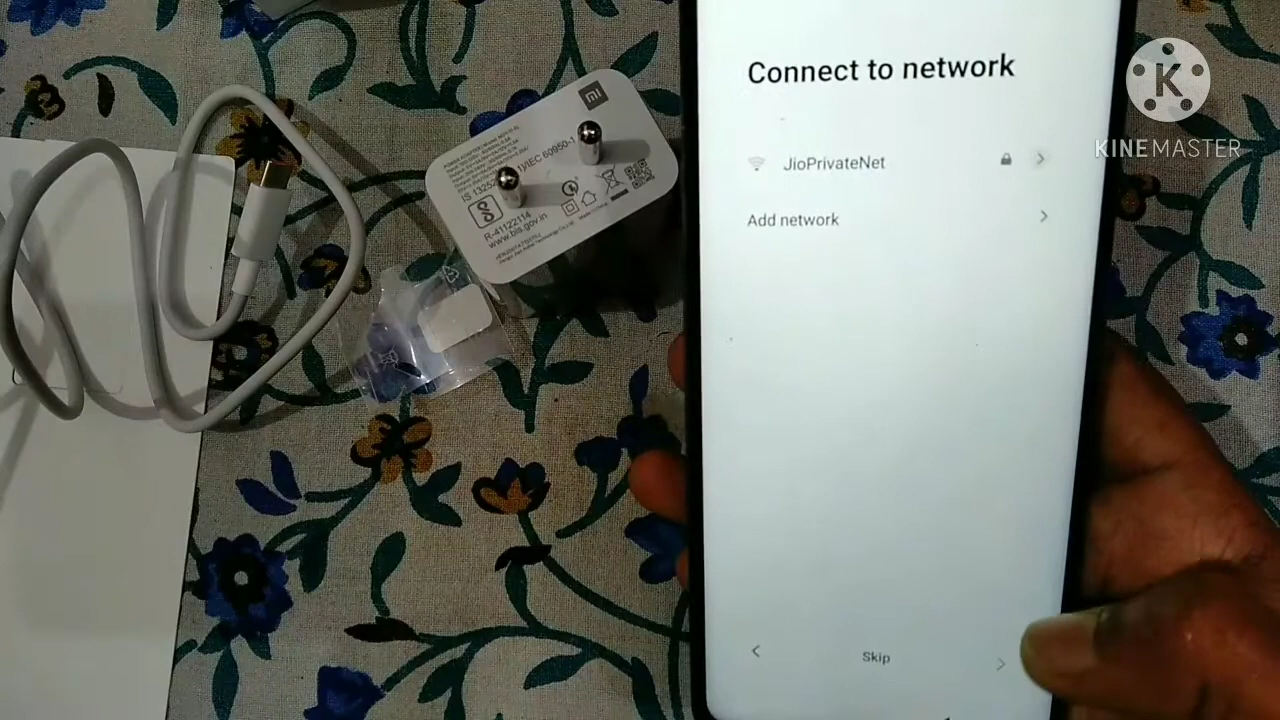 Connect to network
JioPrivateNet
Add network
Skip
KINEMASTER
K
mi
R-41122114
www.bis.gov.in